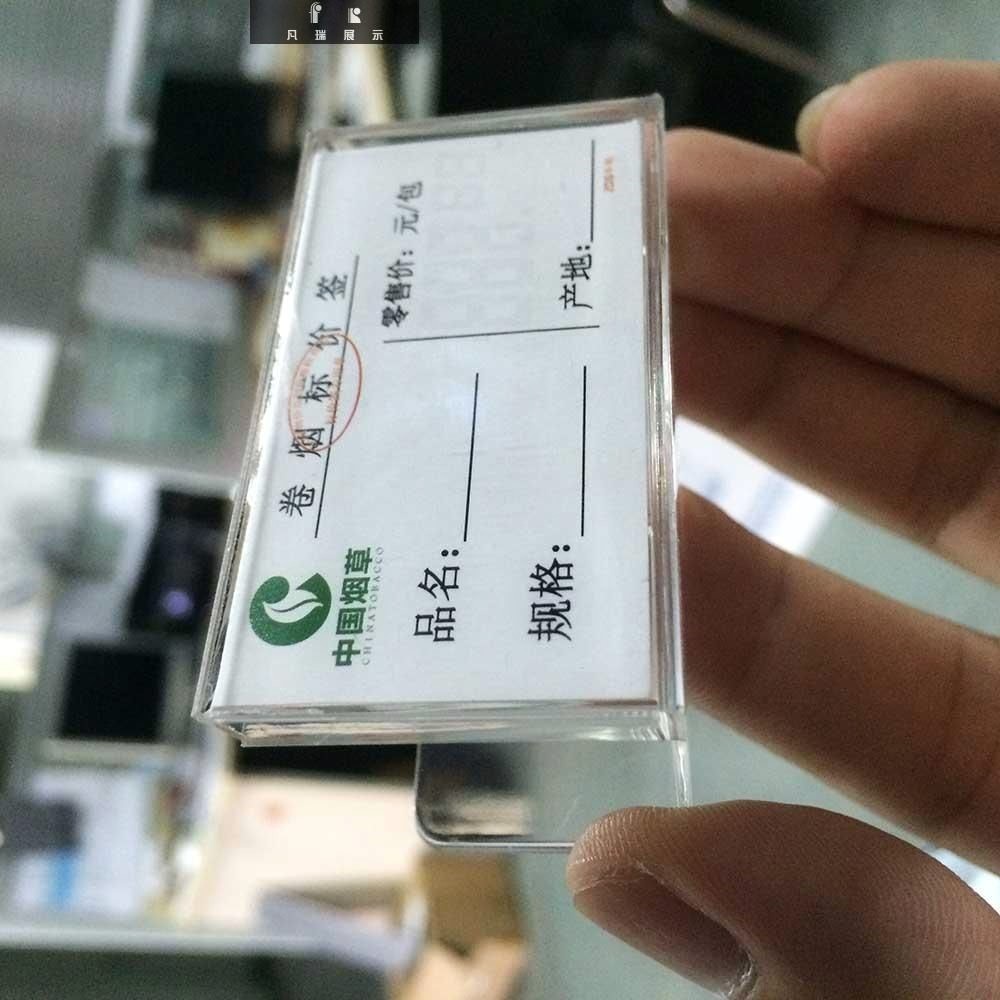 凡瑞展示
卷烟标价签
中国烟草
CHINATOBACCO
零售价：元/包
品名：
规格：
产地：